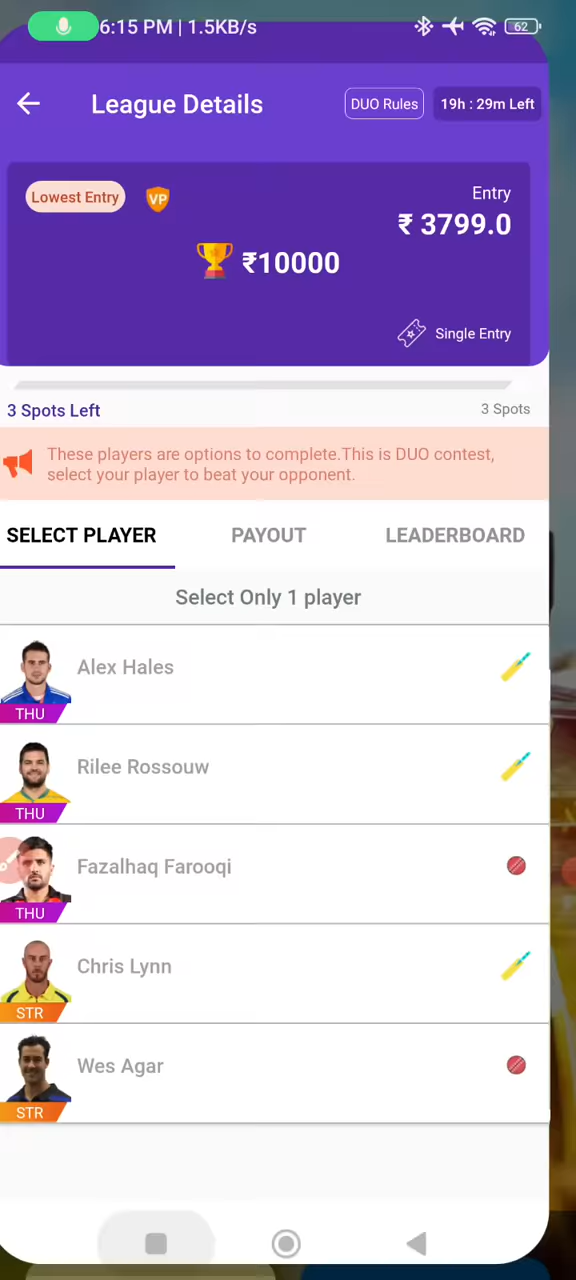 6:15 PM | 1.5KB/s
62
League Details
DUO Rules
19h : 29m Left
Lowest Entry
VP
Entry
₹ 3799.0
₹10000
Single Entry
3 Spots Left
3 Spots
These players are options to complete.This is DUO contest,
select your player to beat your opponent.
SELECT PLAYER
PAYOUT
LEADERBOARD
Select Only 1 player
Alex Hales
THU
Rilee Rossouw
THU
Fazalhaq Farooqi
THU
Chris Lynn
STR
Wes Agar
STR